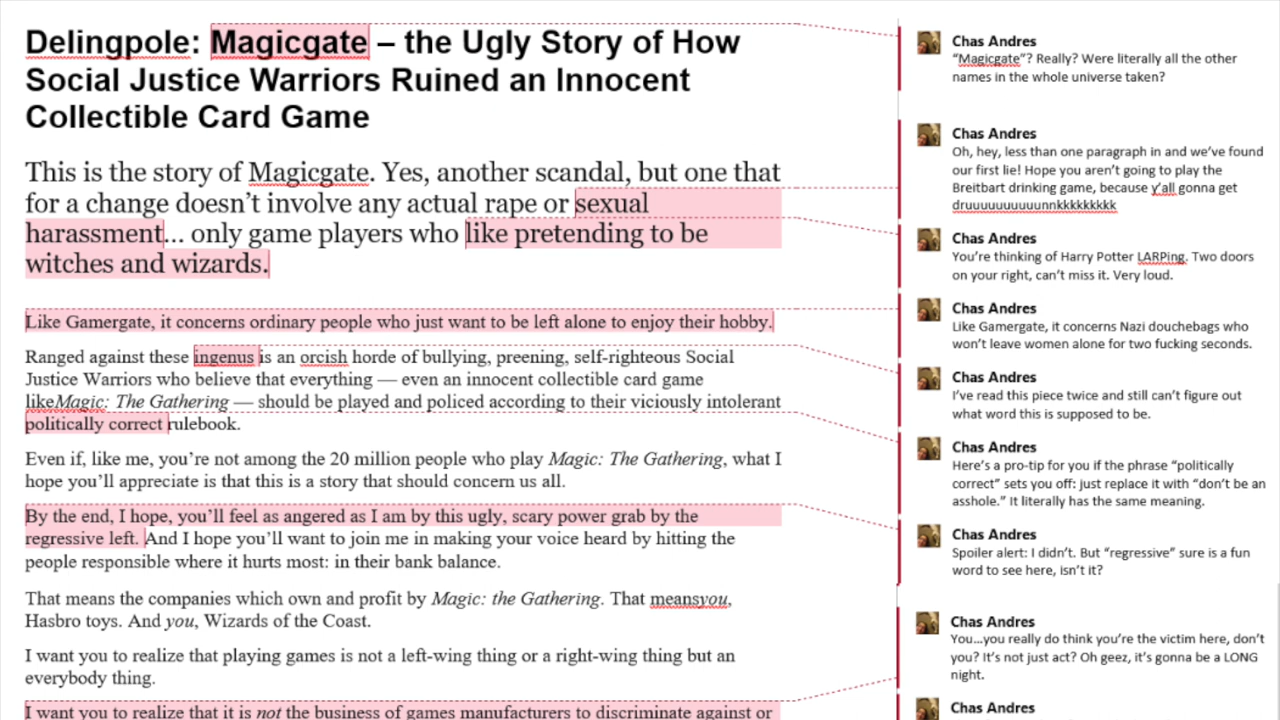 Delingpole: Magicgate – the Ugly Story of How
Social Justice Warriors Ruined an Innocent
Collectible Card Game
This is the story of Magicgate. Yes, another scandal, but one that
for a change doesn’t involve any actual rape or sexual
harassment… only game players who like pretending to be
witches and wizards.
Like Gamergate, it concerns ordinary people who just want to be left alone to enjoy their hobby.
Ranged against these ingenus is an orcish horde of bullying, preening, self-righteous Social
Justice Warriors who believe that everything — even an innocent collectible card game
likeMagic: The Gathering — should be played and policed according to their viciously intolerant
politically correct rulebook.
Even if, like me, you’re not among the 20 million people who play Magic: The Gathering, what I
hope you’ll appreciate is that this is a story that should concern us all.
By the end, I hope, you’ll feel as angered as I am by this ugly, scary power grab by the
regressive left. And I hope you’ll want to join me in making your voice heard by hitting the
people responsible where it hurts most: in their bank balance.
That means the companies which own and profit by Magic: the Gathering. That meansyou,
Hasbro toys. And you, Wizards of the Coast.
I want you to realize that playing games is not a left-wing thing or a right-wing thing but an
everybody thing.
I want you to realize that it is not the business of games manufacturers to discriminate against or
Chas Andres
“Magicgate”? Really? Were literally all the other
names in the whole universe taken?
Chas Andres
Oh, hey, less than one paragraph in and we’ve found
our first lie! Hope you aren’t going to play the
Breitbart drinking game, because y’all gonna get
druuuuuuuuuunnkkkkkkkkk
Chas Andres
You’re thinking of Harry Potter LARPing. Two doors
on your right, can’t miss it. Very loud.
Chas Andres
Like Gamergate, it concerns Nazi douchebags who
won’t leave women alone for two fucking seconds.
Chas Andres
I’ve read this piece twice and still can’t figure out
what word this is supposed to be.
Chas Andres
Here’s a pro-tip for you if the phrase “politically
correct” sets you off: just replace it with “don’t be an
asshole.” It literally has the same meaning.
Chas Andres
Spoiler alert: I didn’t. But “regressive” sure is a fun
word to see here, isn’t it?
Chas Andres
You…you really do think you’re the victim here, don’t
you? It’s not just act? Oh geez, it’s gonna be a LONG
night.
Chas Andres